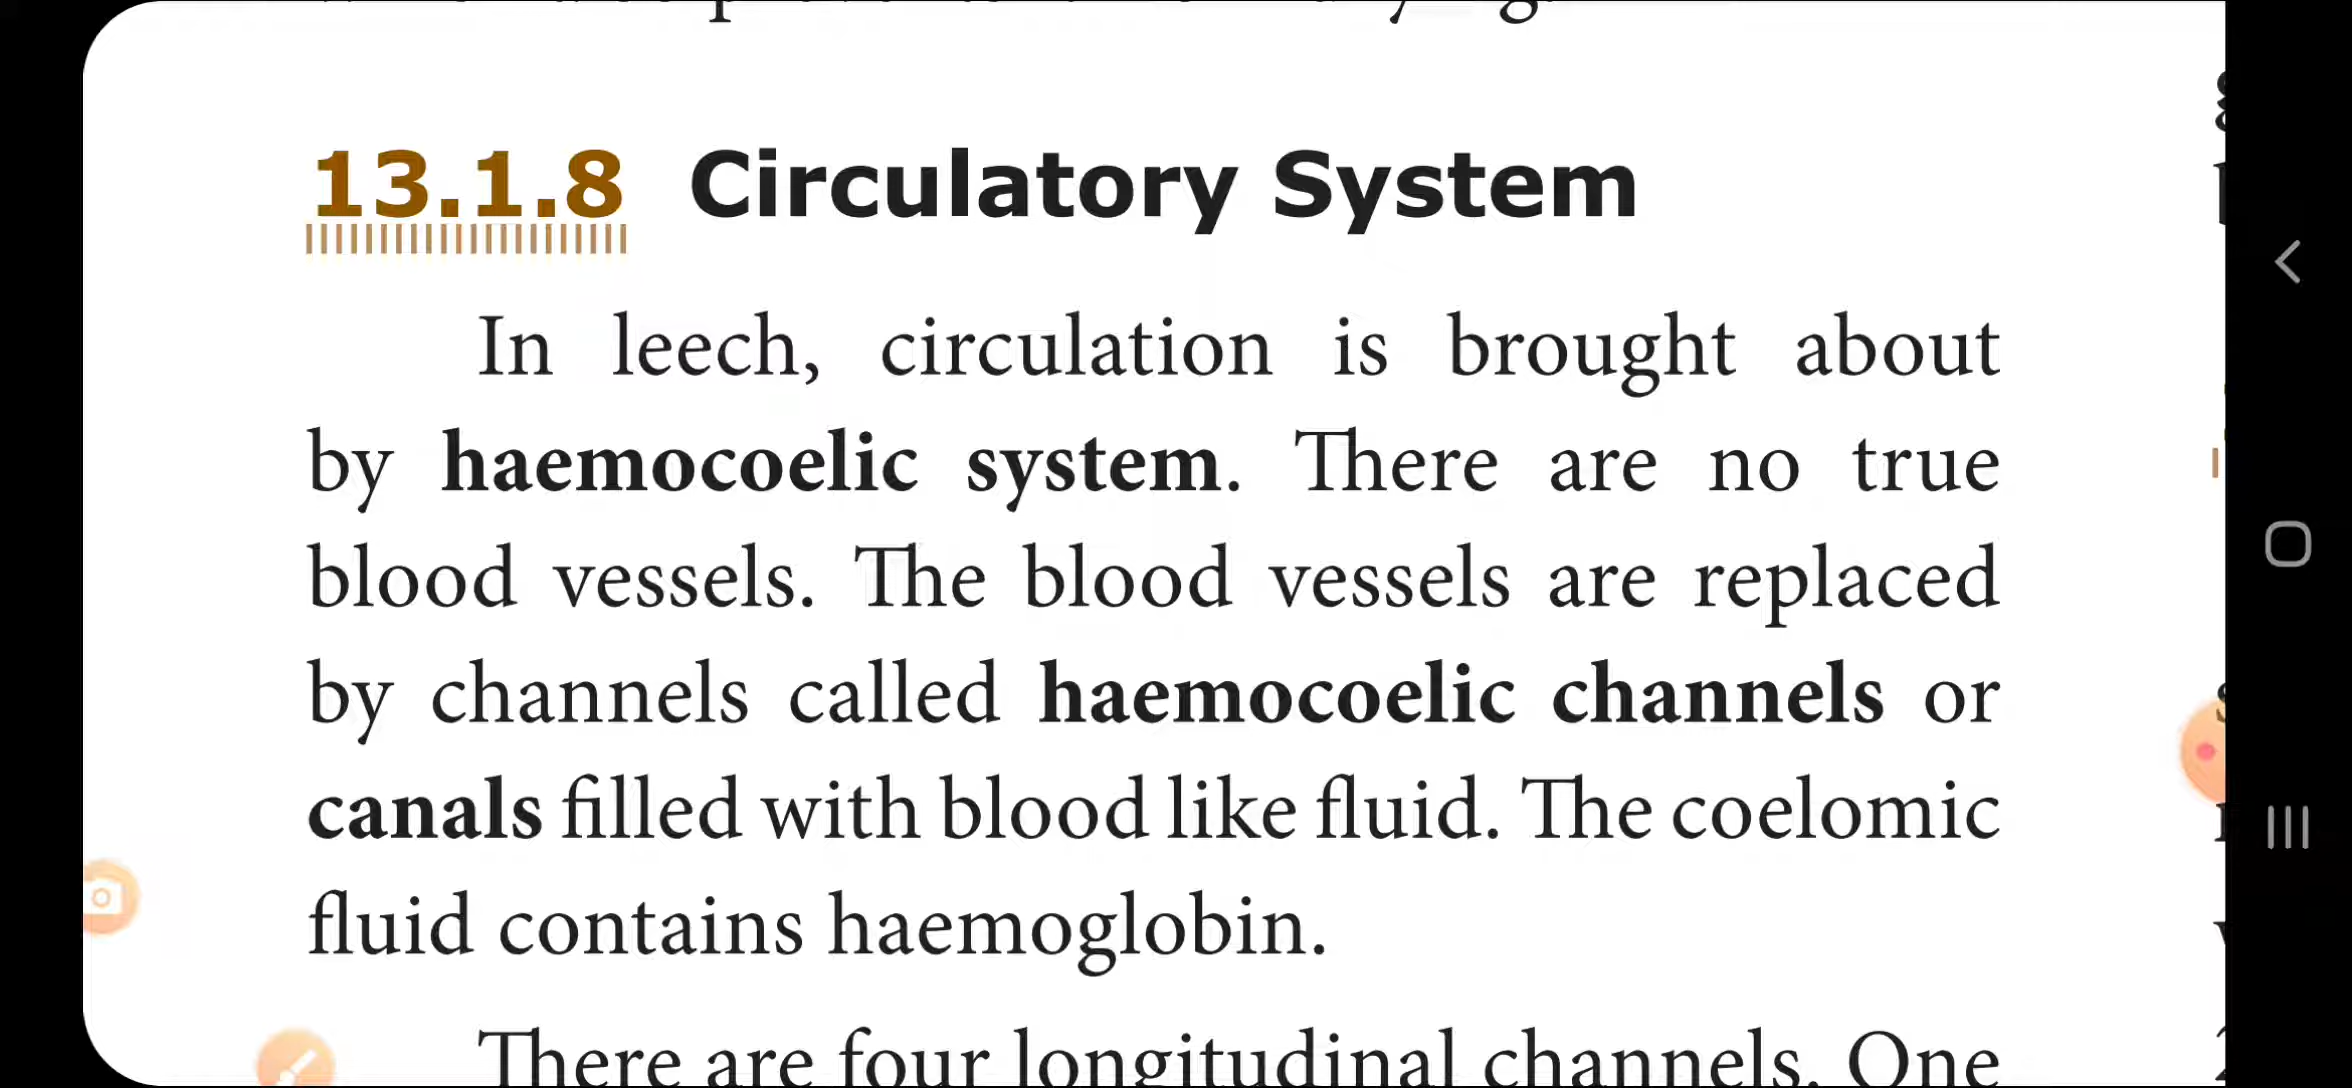 13.1.8 Circulatory System
In leech, circulation is brought about
by haemocoelic system. There are no true
blood vessels. The blood vessels are replaced
by channels called haemocoelic channels or
canals filled with blood like fluid. The coelomic
fluid contains haemoglobin.
There are four longitudinal channels. One